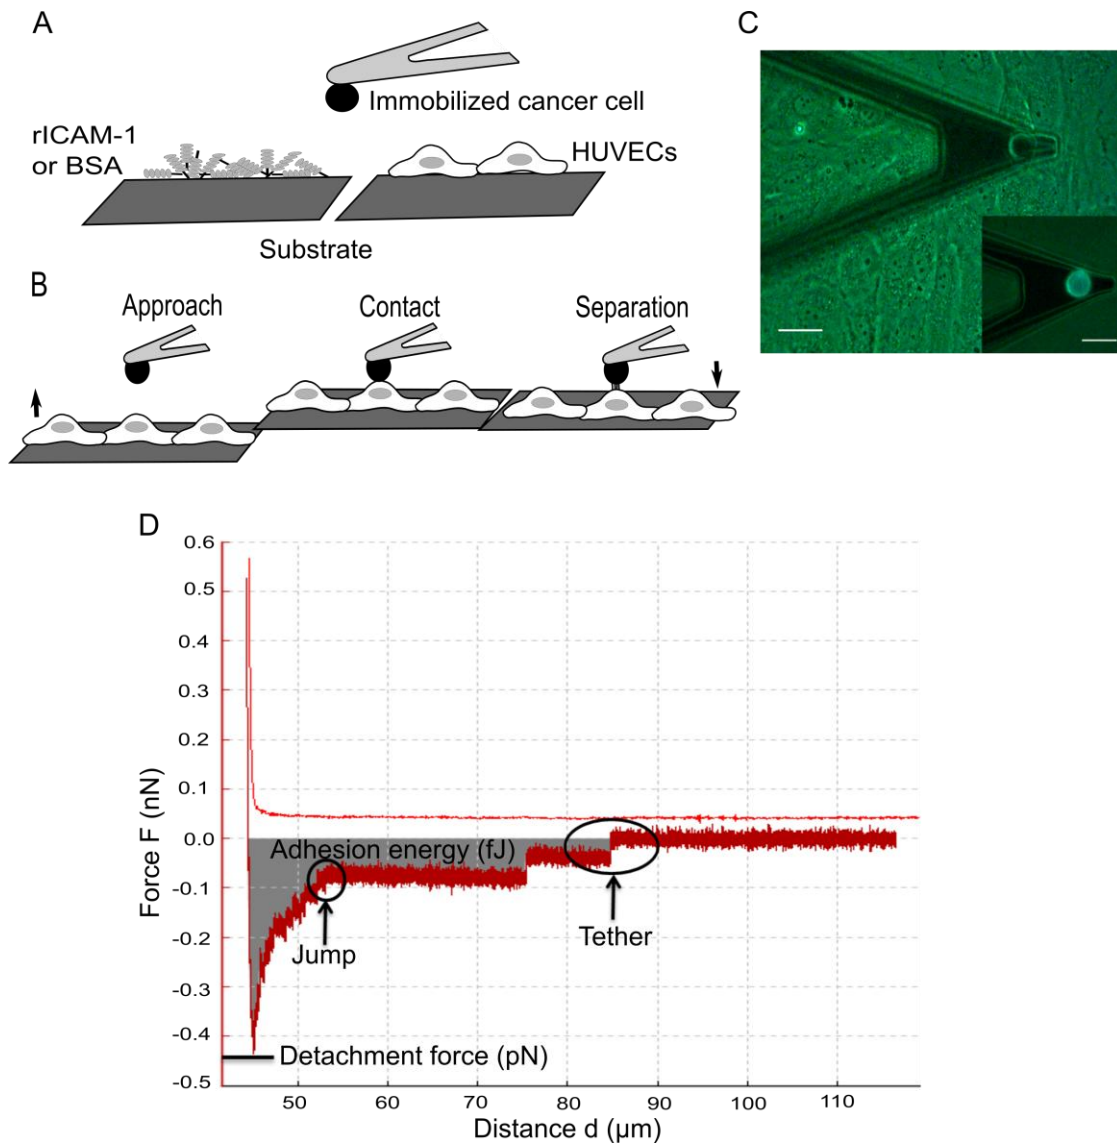 A
Immobilized cancer cell
rICAM-1
or BSA
HUVECs
Substrate
B
Approach
Contact
Separation
C
D
Force F (nN)
0.6
0.5
0.4
0.3
0.2
0.1
0.0
-0.1
-0.2
-0.3
-0.4
-0.5
Adhesion energy (fJ)
Jump
Tether
Detachment force (pN)
50
60
70
80
90
100
110
Distance d (µm)